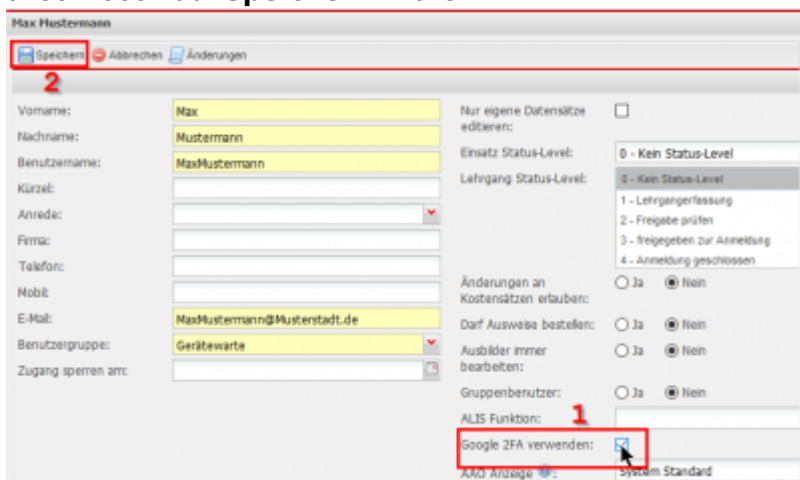 Max Mustermann
Speichern Abbrechen Änderungen
2
Vorname: Max
Nachname: Mustermann
Benutzername: MaxMustermann
Kürzel:
Anrede:
Firma:
Telefon:
Mobil:
E-Mail: MaxMustermann@Musterstadt.de
Benutzergruppe: Gerätewarte
Zugang sperren am:
Nur eigene Datensätze
editieren:
Einsatz Status-Level: 0 - Kein Status-Level
Lehrgang Status-Level: 0 - Kein Status-Level
1 - Lehrgangerfassung
2 - Freigabe prüfen
3 - freigegeben zur Anmeldung
4 - Anmeldung geschlossen
Änderungen an
Kostensätzen erlauben: Ja Nein
Darf Ausweise bestellen: Ja Nein
Ausbilder immer
bearbeiten: Ja Nein
Gruppenbenutzer: Ja Nein
ALIS Funktion: 1
Google 2FA verwenden:
AAO Anzeige : System Standard